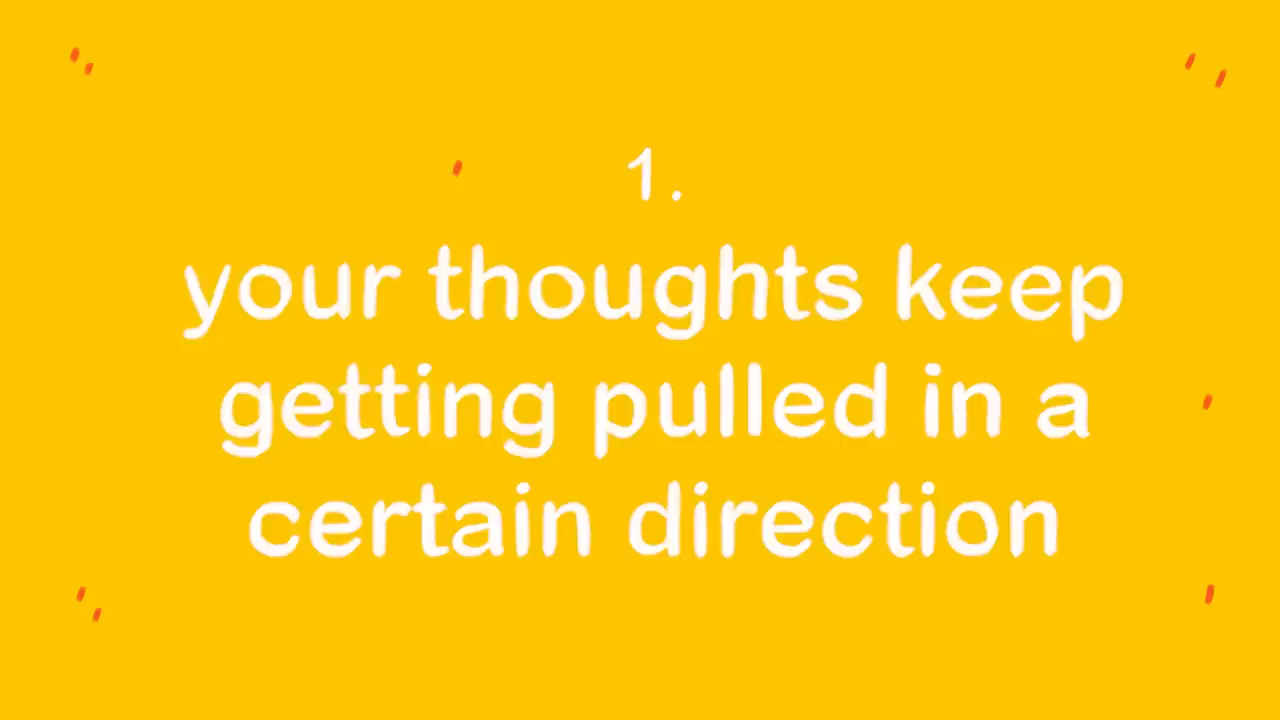 1.
your thoughts keep
getting pulled in a
certain direction